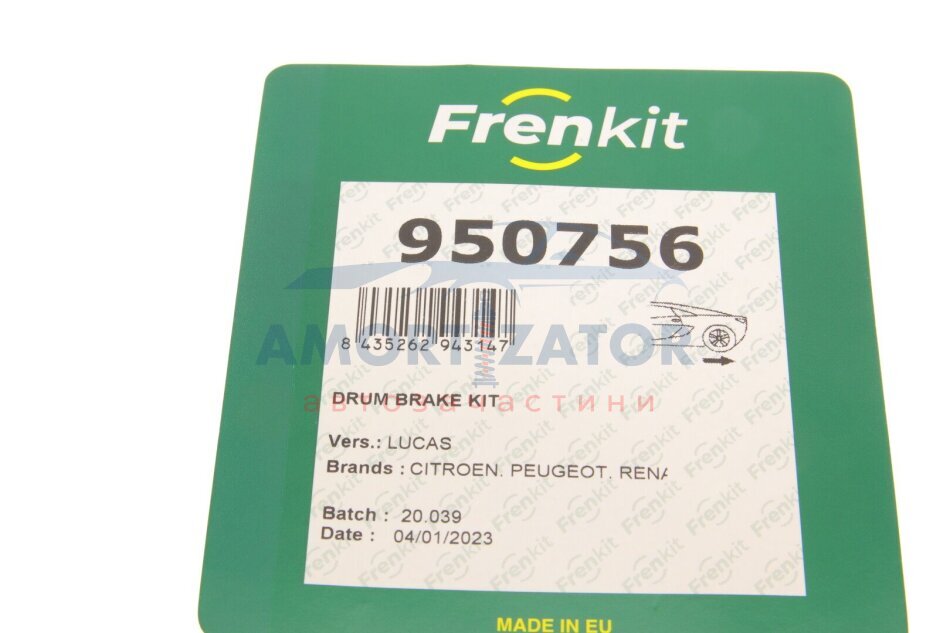 Frenkit
950756
8 435262 943147
AMORTIZATOR
автозапчастини
DRUM BRAKE KIT
Vers.: LUCAS
Brands : CITROEN. PEUGEOT. RENA
Batch : 20.039
Date : 04/01/2023
MADE IN EU